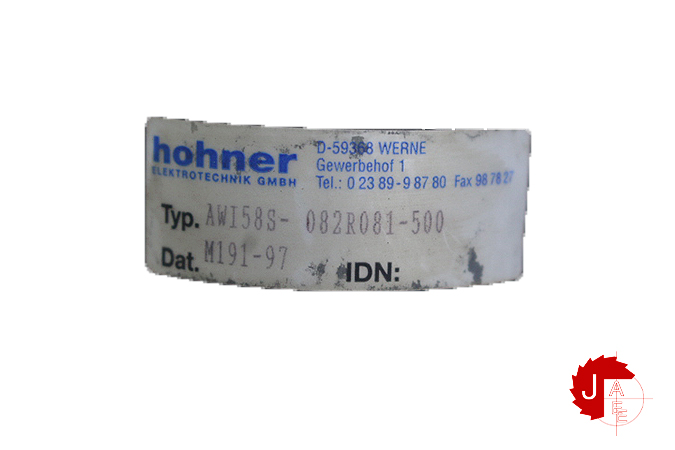 hohner
ELEKTROTECHNIK GMBH
D-59368 WERNE
Gewerbehof 1
Tel.: 0 23 89-9 87 80 Fax 98 78 27
Typ. AWI58S- 082R081-500
Dat. M191-97
IDN:
J
A
E
E